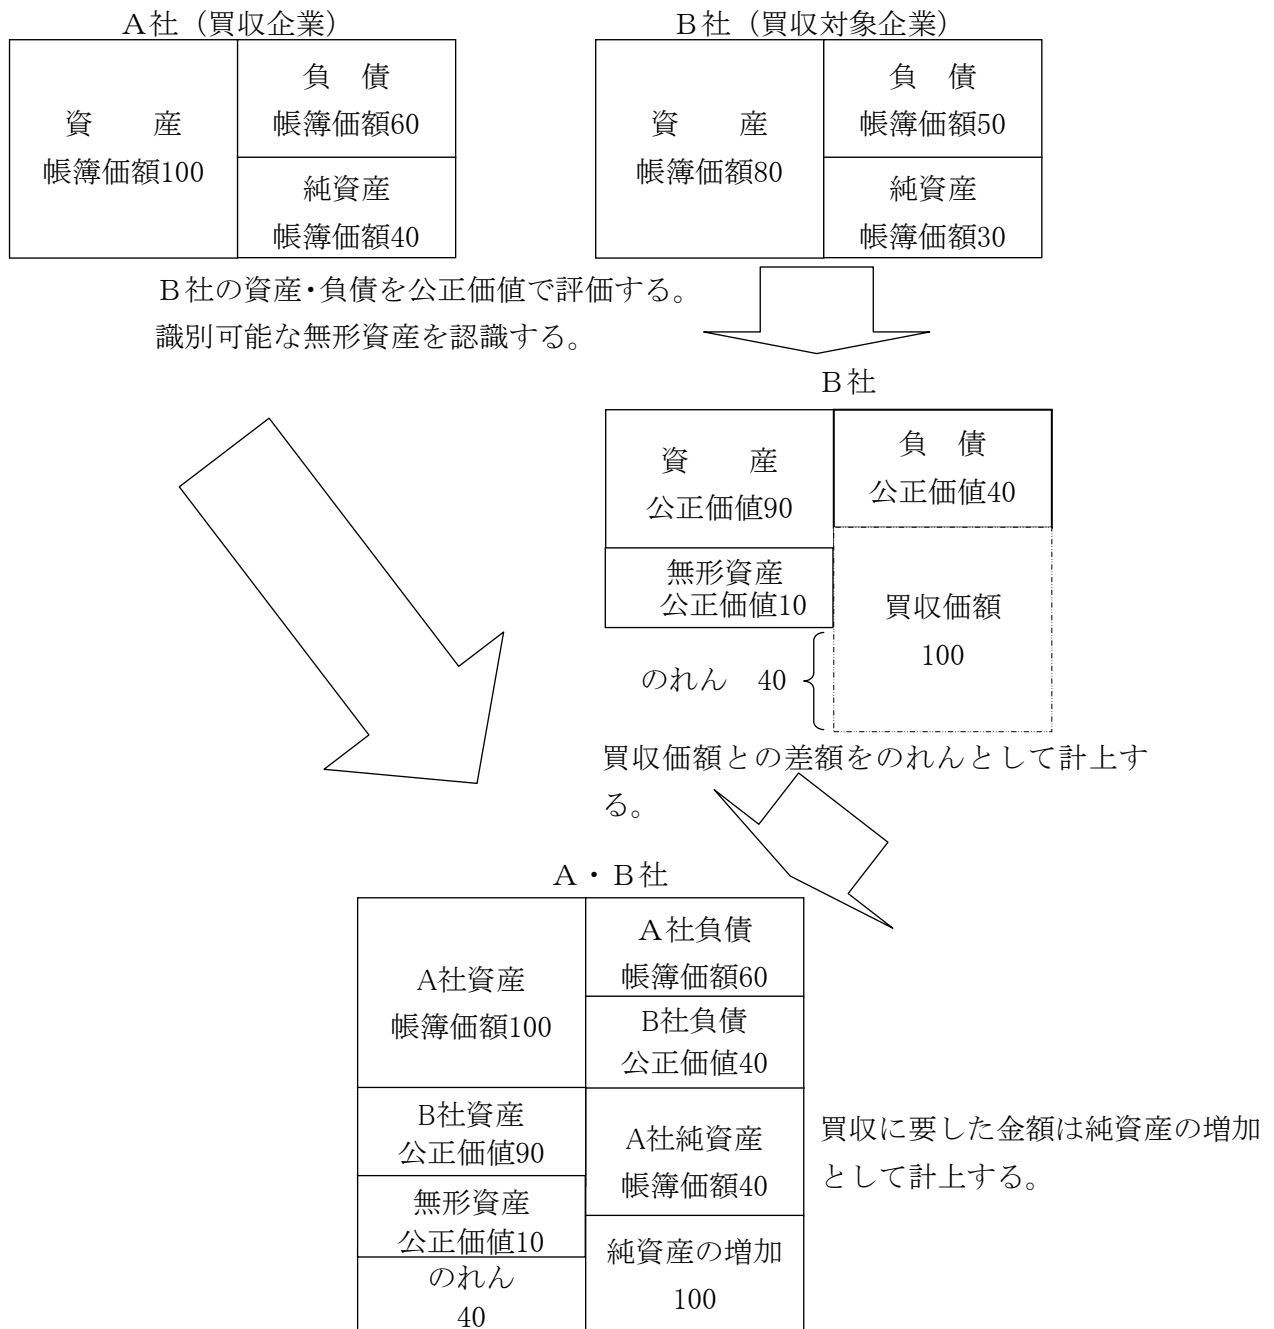 A社（買収企業）
資　産
帳簿価額100
負　債
帳簿価額60
純資産
帳簿価額40
B社（買収対象企業）
資　産
帳簿価額80
負　債
帳簿価額50
純資産
帳簿価額30
B社の資産・負債を公正価値で評価する。
識別可能な無形資産を認識する。
B社
資　産
公正価値90
負　債
公正価値40
無形資産
公正価値10
買収価額
100
のれん　40
買収価額との差額をのれんとして計上す
る。
A・B社
A社資産
帳簿価額100
A社負債
帳簿価額60
B社負債
公正価値40
B社資産
公正価値90
A社純資産
帳簿価額40
無形資産
公正価値10
純資産の増加
100
のれん
40
買収に要した金額は純資産の増加
として計上する。